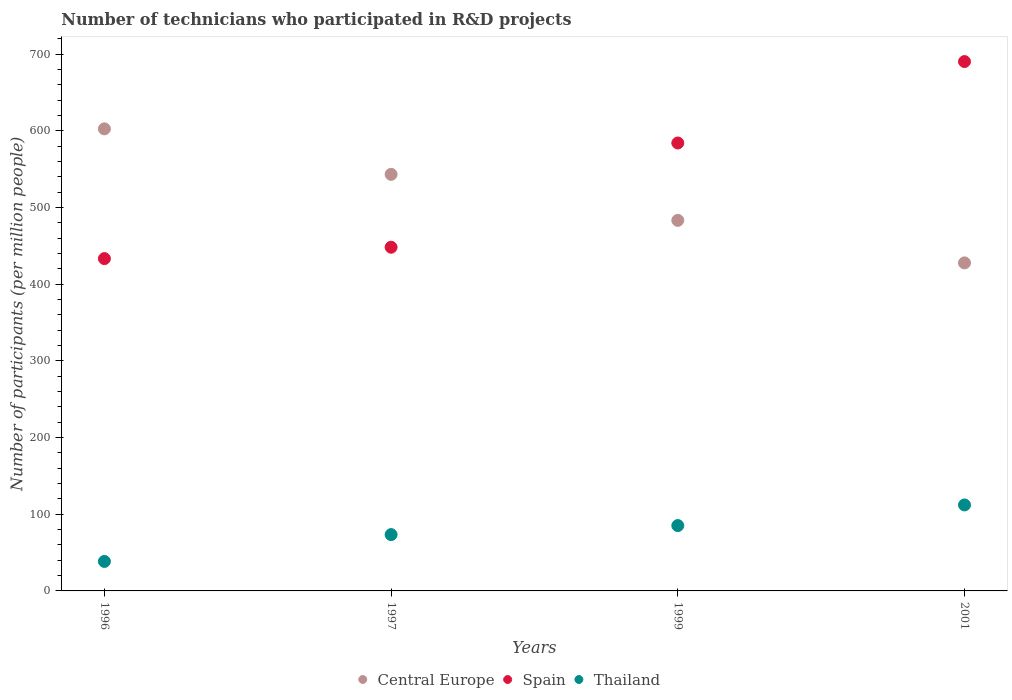 Number of technicians who participated in R&D projects
Number of participants (per million people)
700
600
500
400
300
200
100
0
1996
1997
1999
2001
Years
Central Europe
Spain
Thailand